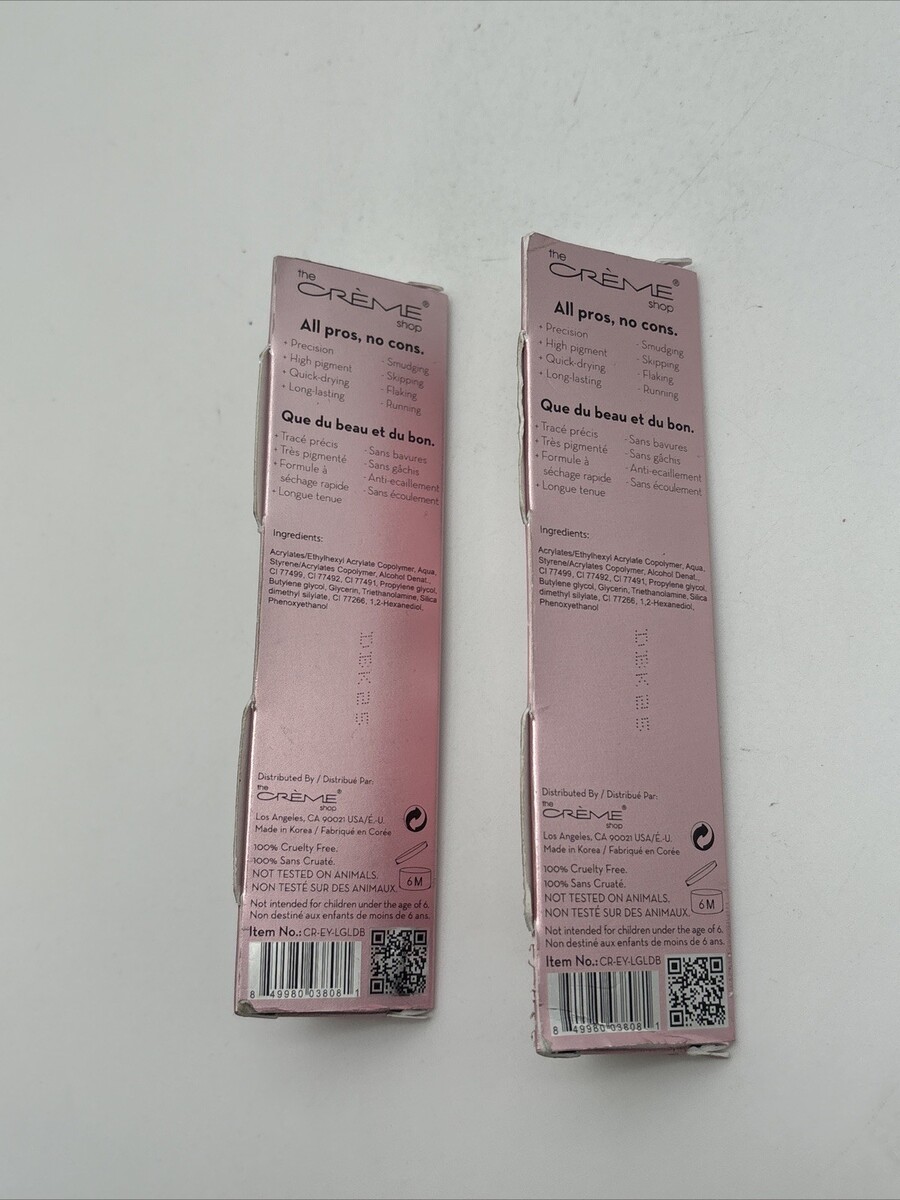 the
CRÈME®
shop
All pros, no cons.
+ Precision
+ High pigment
+ Quick-drying
+ Long-lasting
- Smudging
- Skipping
- Flaking
- Running
Que du beau et du bon.
+ Tracé précis
+ Très pigmenté
+ Formule à
séchage rapide
+ Longue tenue
- Sans bavures
- Sans gâchis
- Anti-ecaillement
- Sans écoulement
Ingredients:
Acrylates/Ethylhexyl Acrylate Copolymer, Aqua,
Styrene/Acrylates Copolymer, Alcohol Denat.,
CI 77499, CI 77492, CI 77491, Propylene glycol,
Butylene glycol, Glycerin, Triethanolamine, Silica
dimethyl silylate, CI 77266, 1,2-Hexanediol,
Phenoxyethanol
Distributed By / Distribué Par:
the
CRÈME®
shop
Los Angeles, CA 90021 USA/É.-U.
Made in Korea / Fabriqué en Corée
100% Cruelty Free.
100% Sans Cruaté.
NOT TESTED ON ANIMALS.
NON TESTÉ SUR DES ANIMAUX.
6M
Not intended for children under the age of 6.
Non destiné aux enfants de moins de 6 ans.
Item No.: CR-EY-LGLDB
8 49980 03808 1
the
CRÈME®
shop
All pros, no cons.
+ Precision
+ High pigment
+ Quick-drying
+ Long-lasting
- Smudging
- Skipping
- Flaking
- Running
Que du beau et du bon.
+ Tracé précis
+ Très pigmenté
+ Formule à
séchage rapide
+ Longue tenue
- Sans bavures
- Sans gâchis
- Anti-ecaillement
- Sans écoulement
Ingredients:
Acrylates/Ethylhexyl Acrylate Copolymer, Aqua,
Styrene/Acrylates Copolymer, Alcohol Denat.,
CI 77499, CI 77492, CI 77491, Propylene glycol,
Butylene glycol, Glycerin, Triethanolamine, Silica
dimethyl silylate, CI 77266, 1,2-Hexanediol,
Phenoxyethanol
Distributed By / Distribué Par:
the
CRÈME®
shop
Los Angeles, CA 90021 USA/É.-U.
Made in Korea / Fabriqué en Corée
100% Cruelty Free.
100% Sans Cruaté.
NOT TESTED ON ANIMALS.
NON TESTÉ SUR DES ANIMAUX.
6M
Not intended for children under the age of 6.
Non destiné aux enfants de moins de 6 ans.
Item No.: CR-EY-LGLDB
8 49980 03808 1